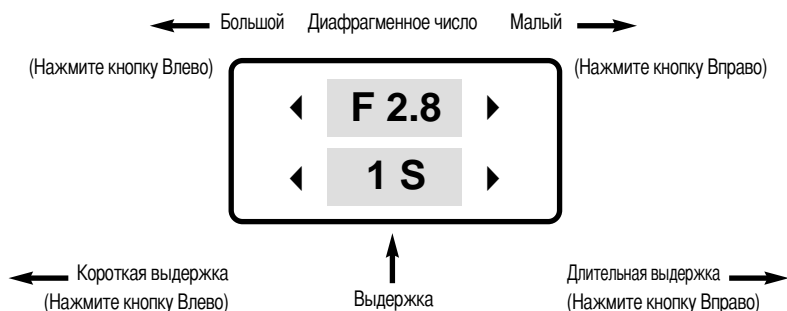 Большой Диафрагменное число Малый
(Нажмите кнопку Влево) (Нажмите кнопку Вправо)
F 2.8
1 S
Короткая выдержка Длительная выдержка
(Нажмите кнопку Влево) Выдержка (Нажмите кнопку Вправо)